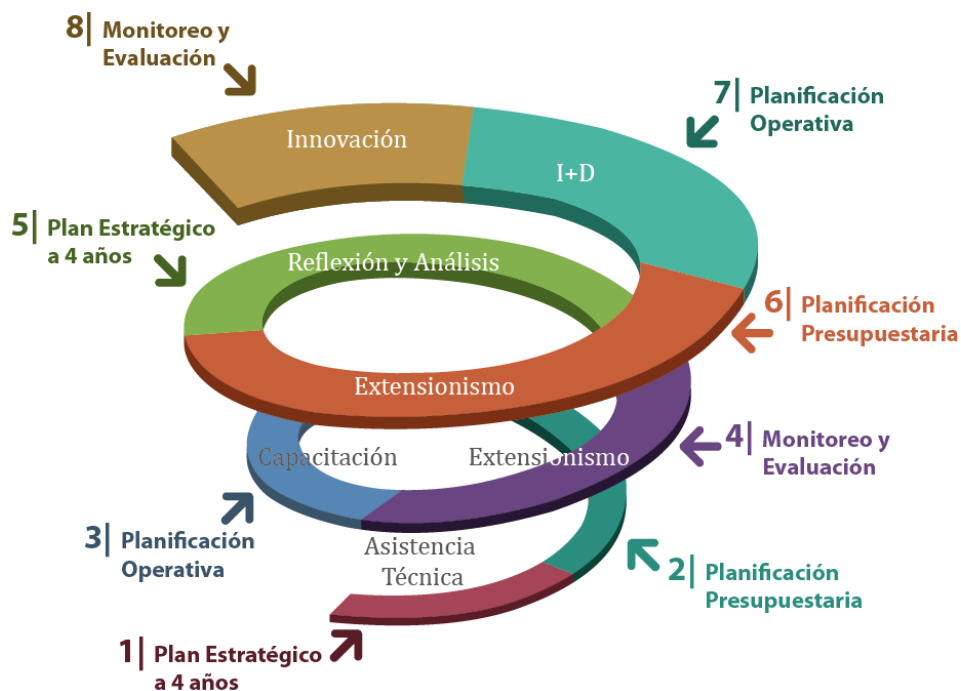 8| Monitoreo y
Evaluación
7| Planificación
Operativa
Innovación
I+D
5| Plan Estratégico
a 4 años
Reflexión y Análisis
6| Planificación
Presupuestaria
Extensionismo
4| Monitoreo y
Evaluación
Capacitación
Extensionismo
3| Planificación
Operativa
Asistencia
Técnica
2| Planificación
Presupuestaria
1| Plan Estratégico
a 4 años